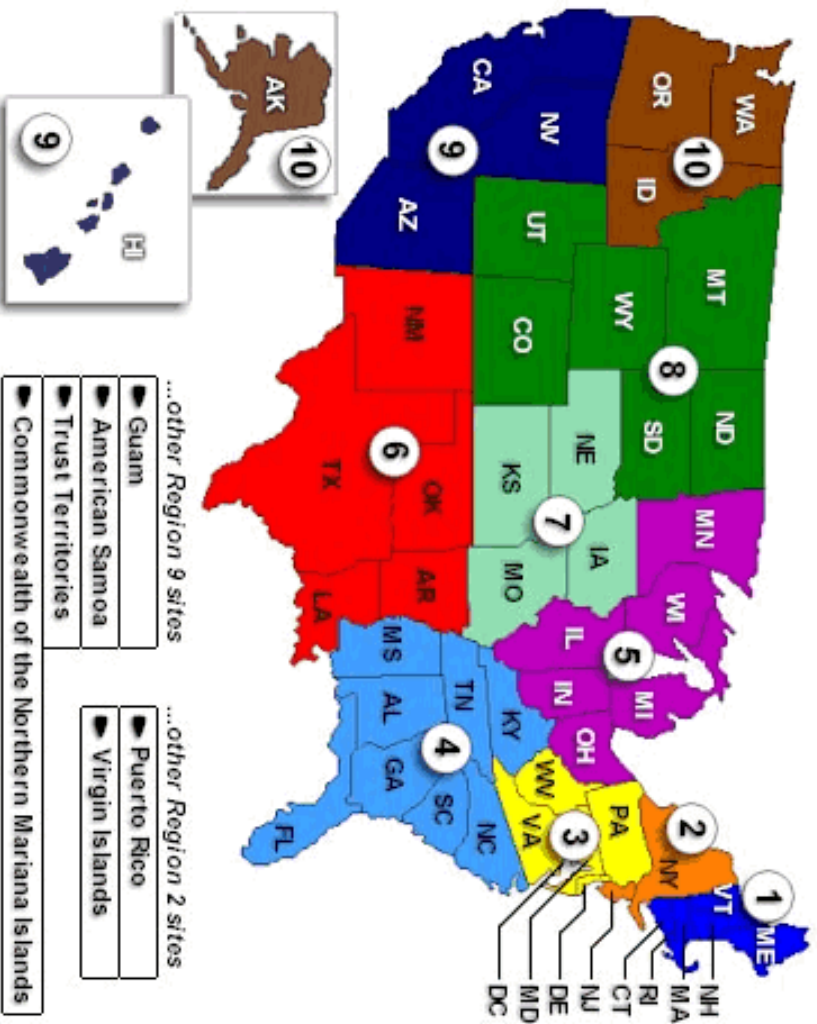 WA
OR
ID
10
MT
ND
SD
WY
8
UT
CO
CA
NV
9
AZ
NM
TX
OK
AR
LA
6
NE
KS
IA
MO
7
MN
WI
IL
IN
MI
OH
5
KY
TN
MS
AL
GA
SC
NC
FL
4
PA
WV
VA
3
NY
2
VT
ME
1
NH
MA
RI
CT
NJ
DE
MD
DC
AK
10
HI
9
...other Region 9 sites
Guam
American Samoa
Trust Territories
Commonwealth of the Northern Mariana Islands
...other Region 2 sites
Puerto Rico
Virgin Islands